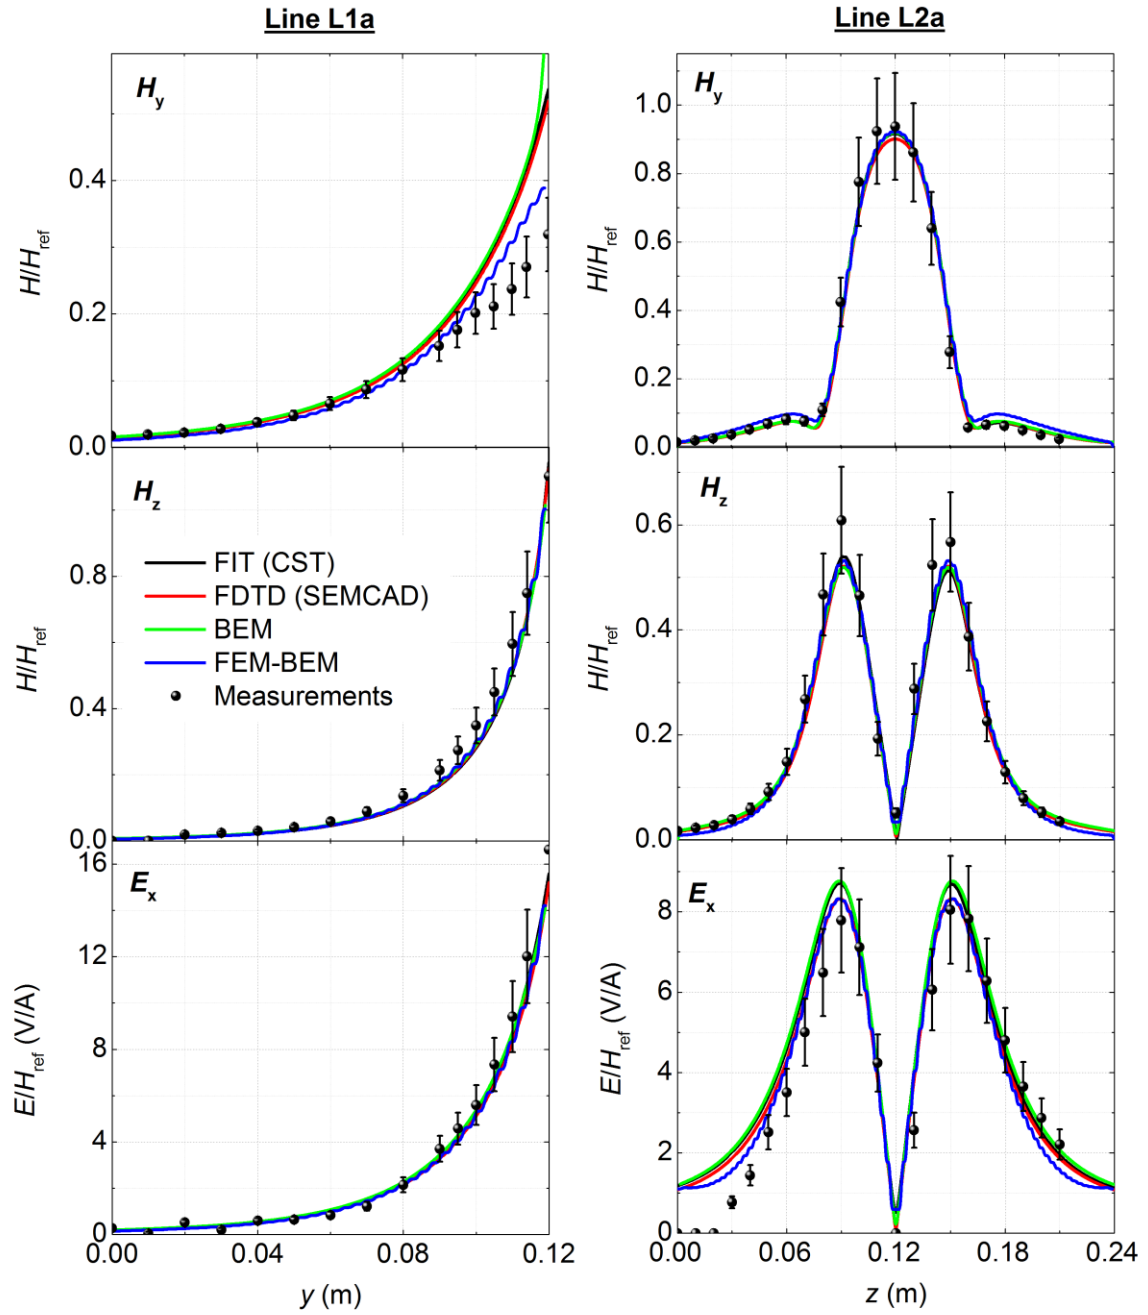 Line L1a
Line L2a
Hy
H/Href
0.4
0.2
0.0
Hy
H/Href
1.0
0.8
0.6
0.4
0.2
0.0
Hz
FIT (CST)
FDTD (SEMCAD)
BEM
FEM-BEM
Measurements
H/Href
0.8
0.4
0.0
Hz
H/Href
0.6
0.4
0.2
0.0
Ex
E/Href (V/A)
16
12
8
4
0
0.00 0.04 0.08 0.12
y (m)
Ex
E/Href (V/A)
8
6
4
2
0
0.00 0.06 0.12 0.18 0.24
z (m)